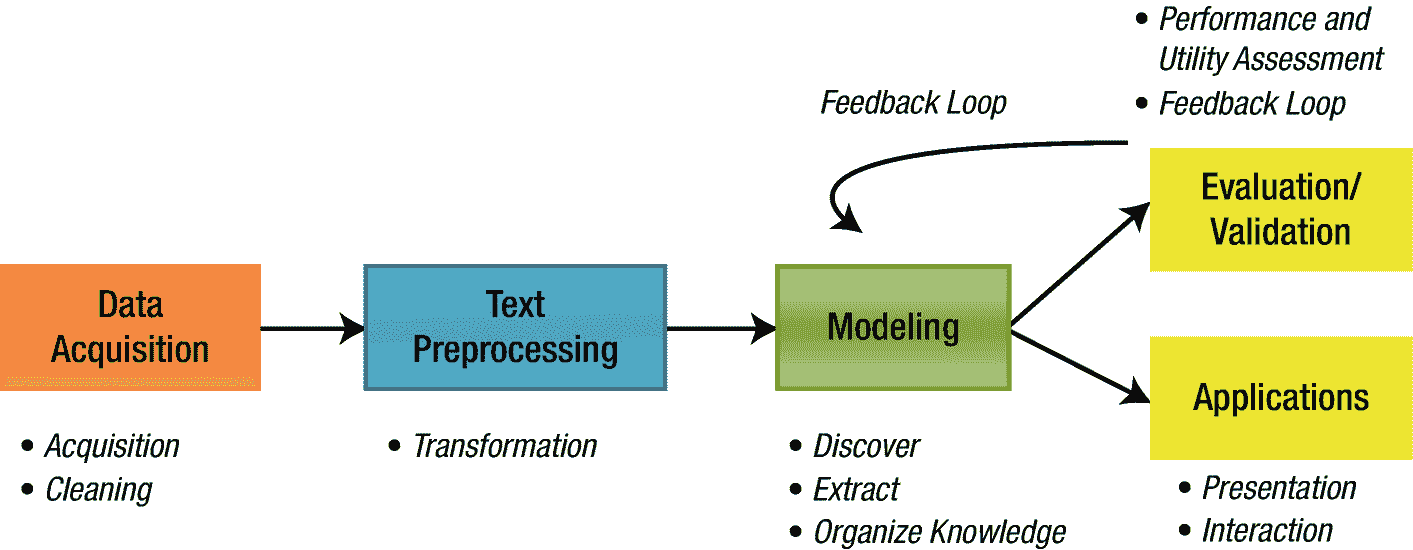 • Performance and
Utility Assessment
• Feedback Loop
Feedback Loop
Evaluation/
Validation
Data
Acquisition
Text
Preprocessing
Modeling
Applications
• Acquisition
• Cleaning
• Transformation
• Discover
• Extract
• Organize Knowledge
• Presentation
• Interaction